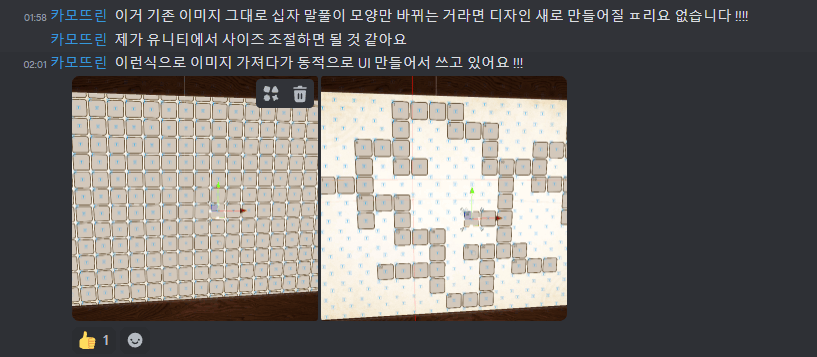 01:58 카모뜨린 이거 기존 이미지 그대로 십자 말풀이 모양만 바뀌는 거라면 디자인 새로 만들어질 ㅍ리요 없습니다 !!!!
카모뜨린 제가 유니티에서 사이즈 조절하면 될 것 같아요
02:01 카모뜨린 이런식으로 이미지 가져다가 동적으로 UI 만들어서 쓰고 있어요 !!!
1